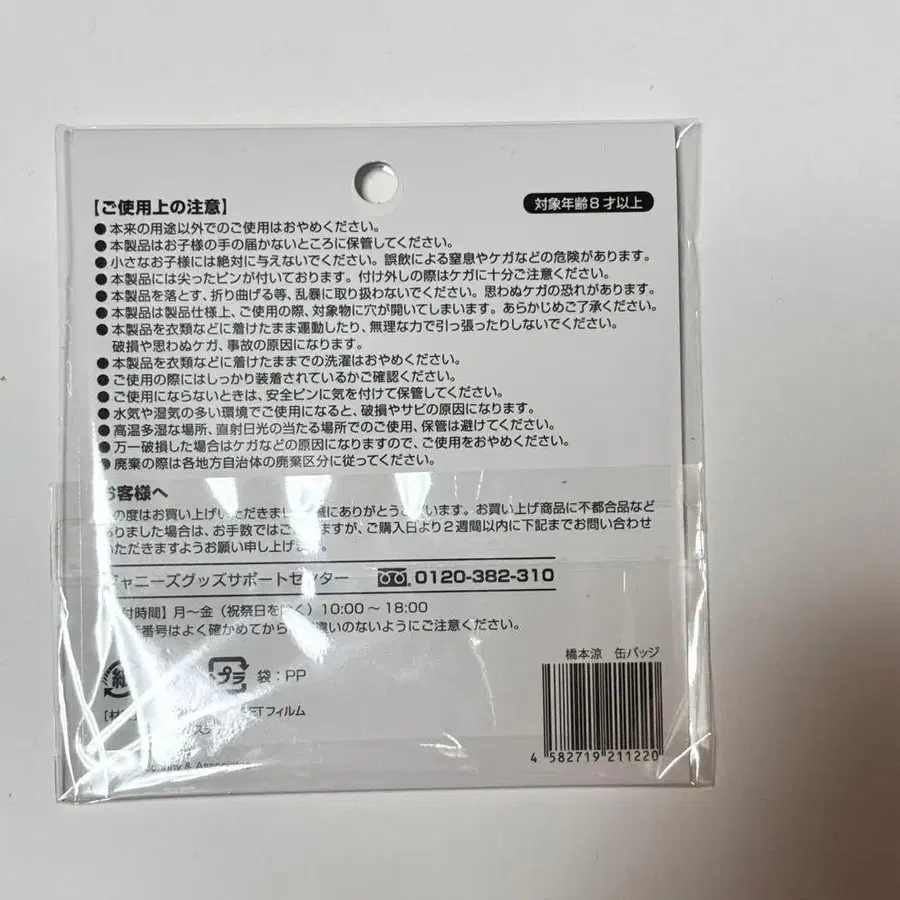 【ご使用上の注意】
対象年齢8才以上
●本来の用途以外でのご使用はおやめください。
●本製品はお子様の手の届かないところに保管してください。
●小さなお子様には絶対に与えないでください。誤飲による窒息やケガなどの危険があります。
●本製品には尖ったピンが付いております。付け外しの際はケガに十分ご注意ください。
●本製品を落とす、折り曲げる等、乱暴に取り扱わないでください。思わぬケガの恐れがあります。
●本製品は製品仕様上、ご使用の際、対象物に穴が開いてしまいます。あらかじめご了承ください。
●本製品を衣類などに着けたまま運動したり、無理な力で引っ張ったりしないでください。
破損や思わぬケガ、事故の原因になります。
●本製品を衣類などに着けたままでの洗濯はおやめください。
●ご使用の際にはしっかり装着されているかご確認ください。
●ご使用にならないときは、安全ピンに気を付けて保管してください。
●水気や湿気の多い環境でご使用になると、破損やサビの原因になります。
●高温多湿な場所、直射日光の当たる場所でのご使用、保管は避けてください。
●万一破損した場合はケガなどの原因になりますので、ご使用をおやめください。
●廃棄の際は各地方自治体の廃棄区分に従ってください。
お客様へ
の度はお買い上げいただきまし 誠にありがとうございます。お買い上げ商品に不都合品など
ありました場合は、お手数ではございますが、ご購入日より2週間以内に下記までお問い合わせ
いただきますようお願い申し上げます。
ジャニーズグッズサポートセンター 0120-382-310
付時間】月〜金（祝祭日を除く）10:00〜18:00
番号はよく確かめてから 違いのないようにご注意ください。
プラ 袋：PP
橋本涼 缶バッジ
[材 PETフィルム
Johnny & Associates
4 582719 211220